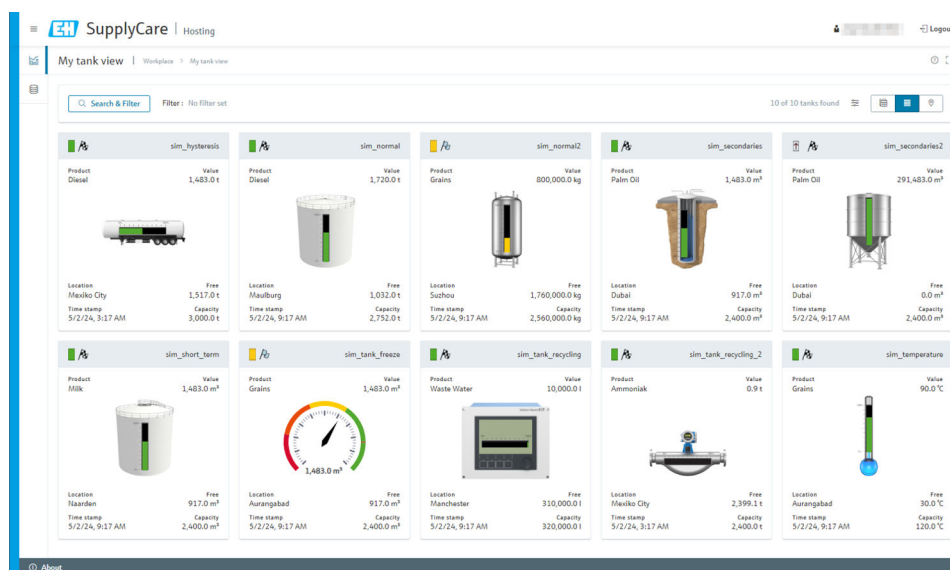 EH SupplyCare | Hosting
Logou
My tank view | Workplace > My tank view
Search & Filter Filter: No filter set 10 of 10 tanks found
sim_hysteresis
Product Value
Diesel 1,483.0 t
Location Free
Mexiko City 1,517.0 t
Time stamp Capacity
5/2/24, 3:17 AM 3,000.0 t
sim_normal
Product Value
Diesel 1,720.0 t
Location Free
Maulburg 1,032.0 t
Time stamp Capacity
5/2/24, 9:17 AM 2,752.0 t
sim_normal2
Product Value
Grains 800,000.0 kg
Location Free
Suzhou 1,760,000.0 kg
Time stamp Capacity
5/2/24, 9:17 AM 2,560,000.0 kg
sim_secondaries
Product Value
Palm Oil 1,483.0 m³
Location Free
Dubai 917.0 m³
Time stamp Capacity
5/2/24, 9:17 AM 2,400.0 m³
sim_secondaries2
Product Value
Palm Oil 291,483.0 m³
Location Free
Dubai 0.0 m³
Time stamp Capacity
5/2/24, 9:17 AM 2,400.0 m³
sim_short_term
Product Value
Milk 1,483.0 m³
Location Free
Naarden 917.0 m³
Time stamp Capacity
5/2/24, 9:17 AM 2,400.0 m³
sim_tank_freeze
Product Value
Grains 1,483.0 m³
1,483.0 m³
Location Free
Aurangabad 917.0 m³
Time stamp Capacity
5/2/24, 9:17 AM 2,400.0 m³
sim_tank_recycling
Product Value
Waste Water 10,000.0 l
Location Free
Manchester 310,000.0 l
Time stamp Capacity
5/2/24, 9:17 AM 320,000.0 l
sim_tank_recycling_2
Product Value
Ammoniak 0.9 t
Location Free
Mexiko City 2,399.1 t
Time stamp Capacity
5/2/24, 3:17 AM 2,400.0 t
sim_temperature
Product Value
Grains 90.0 °C
Location Free
Aurangabad 30.0 °C
Time stamp Capacity
5/2/24, 9:17 AM 120.0 °C
About